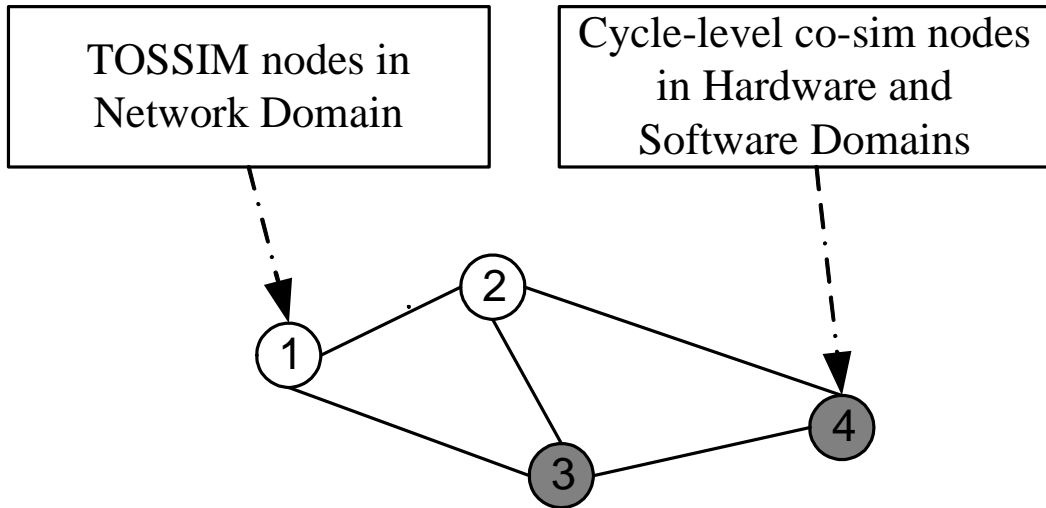 TOSSIM nodes in
Network Domain
Cycle-level co-sim nodes
in Hardware and
Software Domains
2
1
4
3